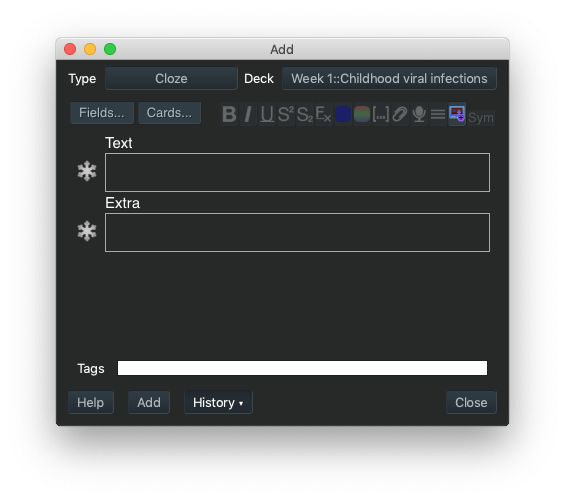 Add
Type Cloze Deck Week 1::Childhood viral infections
Fields... Cards... B I U S² S₂ Eₓ [...] Sym
Text
Extra
Tags
Help Add History ▾ Close